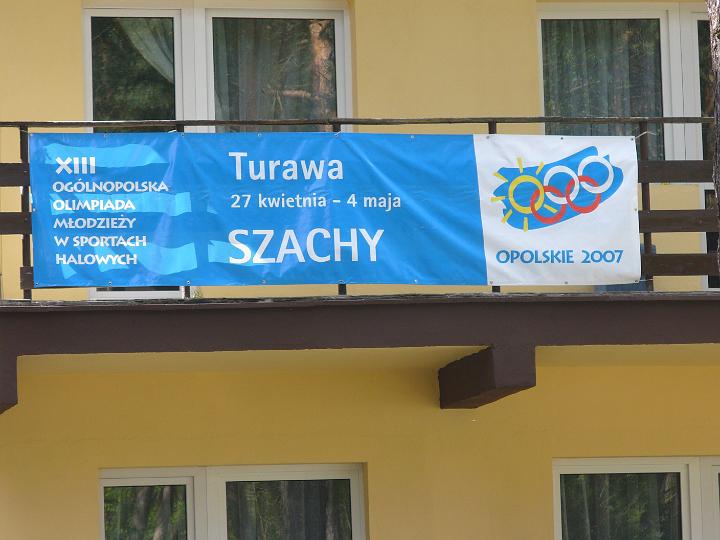 XIII
OGÓLNOPOLSKA
OLIMPIADA
MŁODZIEŻY
W SPORTACH
HALOWYCH
Turawa
27 kwietnia - 4 maja
SZACHY
OPOLSKIE 2007